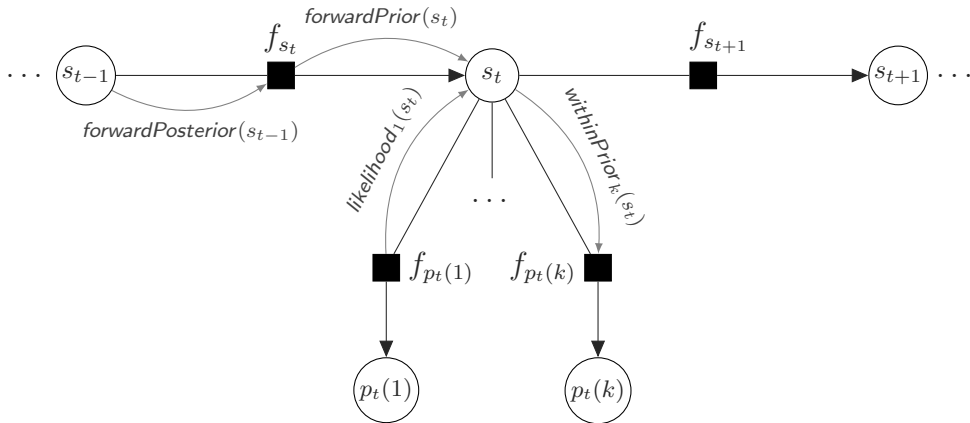 forwardPrior(s_t)
f_{s_t}
f_{s_{t+1}}
··· s_{t−1}
s_t
s_{t+1} ···
forwardPosterior(s_{t−1})
likelihood_1(s_t)
withinPrior_k(s_t)
···
f_{p_t(1)}
f_{p_t(k)}
p_t(1)
p_t(k)